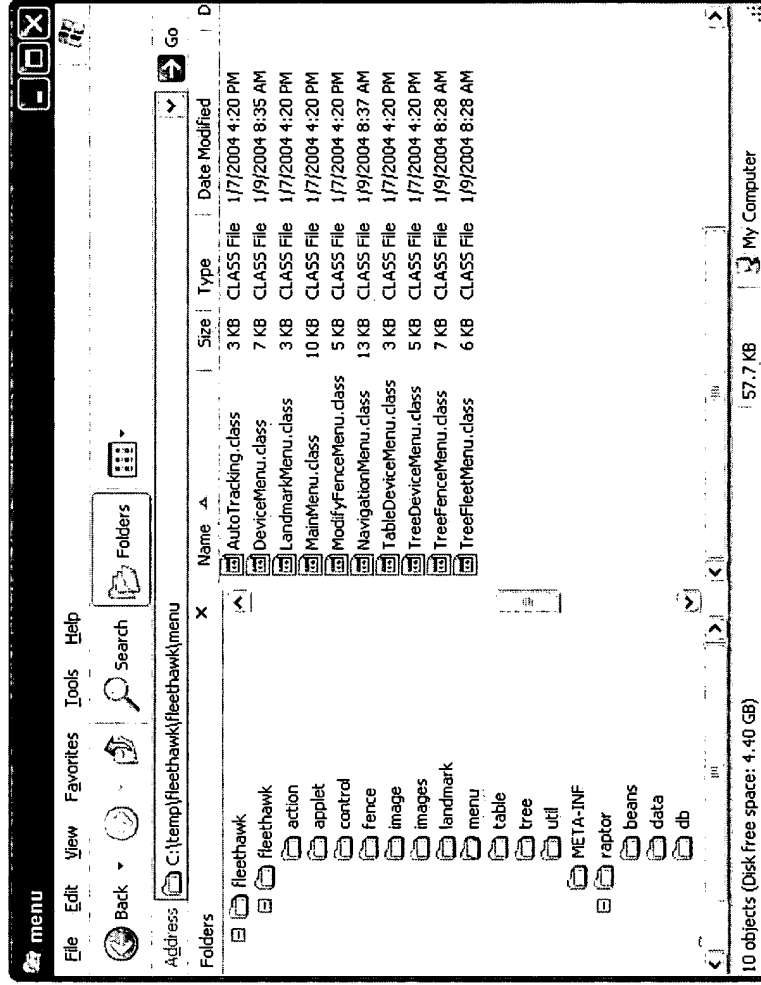 menu
File Edit View Favorites Tools Help
Back Search Folders
Address C:\temp\fleethawk\fleethawk\menu Go
Folders X
fleethawk
fleethawk
action
applet
control
fence
image
images
landmark
menu
table
tree
util
META-INF
raptor
beans
data
db
Name Size Type Date Modified D
AutoTracking.class 3 KB CLASS File 1/7/2004 4:20 PM
DeviceMenu.class 7 KB CLASS File 1/9/2004 8:35 AM
LandmarkMenu.class 3 KB CLASS File 1/7/2004 4:20 PM
MainMenu.class 10 KB CLASS File 1/7/2004 4:20 PM
ModifyFenceMenu.class 5 KB CLASS File 1/7/2004 4:20 PM
NavigationMenu.class 13 KB CLASS File 1/9/2004 8:37 AM
TableDeviceMenu.class 3 KB CLASS File 1/7/2004 4:20 PM
TreeDeviceMenu.class 5 KB CLASS File 1/7/2004 4:20 PM
TreeFenceMenu.class 7 KB CLASS File 1/9/2004 8:28 AM
TreeFleetMenu.class 6 KB CLASS File 1/9/2004 8:28 AM
10 objects (Disk free space: 4.40 GB) 57.7 KB My Computer